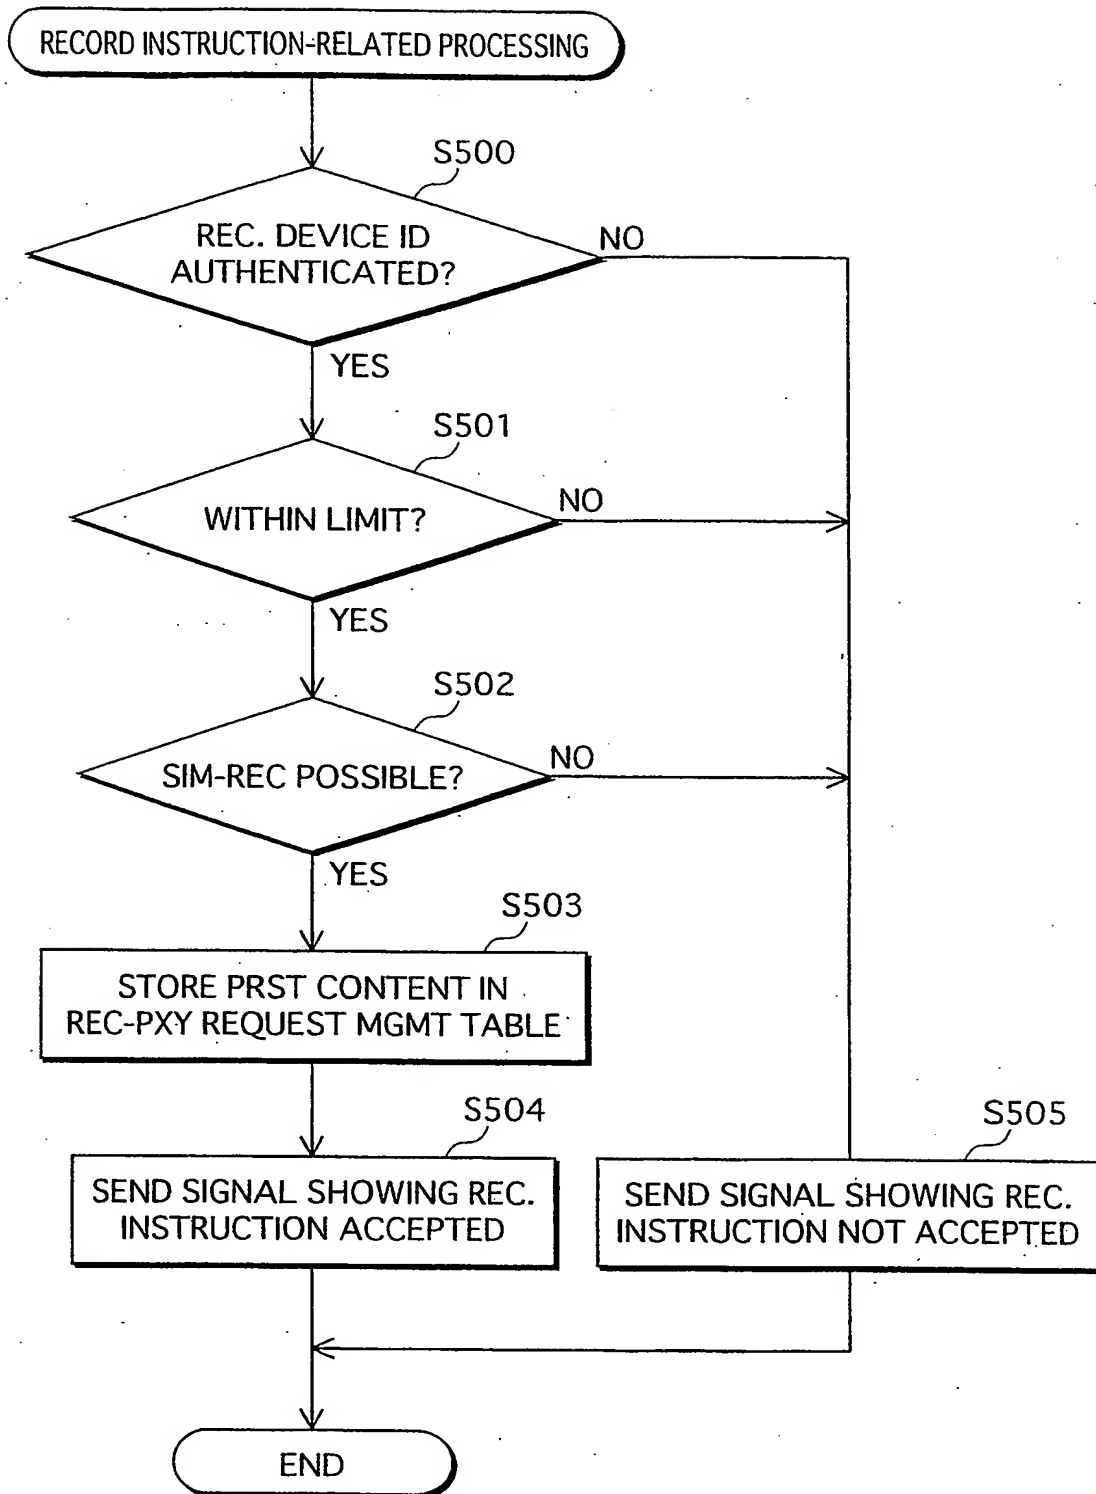 RECORD INSTRUCTION-RELATED PROCESSING
S500
REC. DEVICE ID
AUTHENTICATED?
NO
YES
S501
WITHIN LIMIT?
NO
YES
S502
SIM-REC POSSIBLE?
NO
YES
S503
STORE PRST CONTENT IN
REC-PXY REQUEST MGMT TABLE
S504
SEND SIGNAL SHOWING REC.
INSTRUCTION ACCEPTED
S505
SEND SIGNAL SHOWING REC.
INSTRUCTION NOT ACCEPTED
END